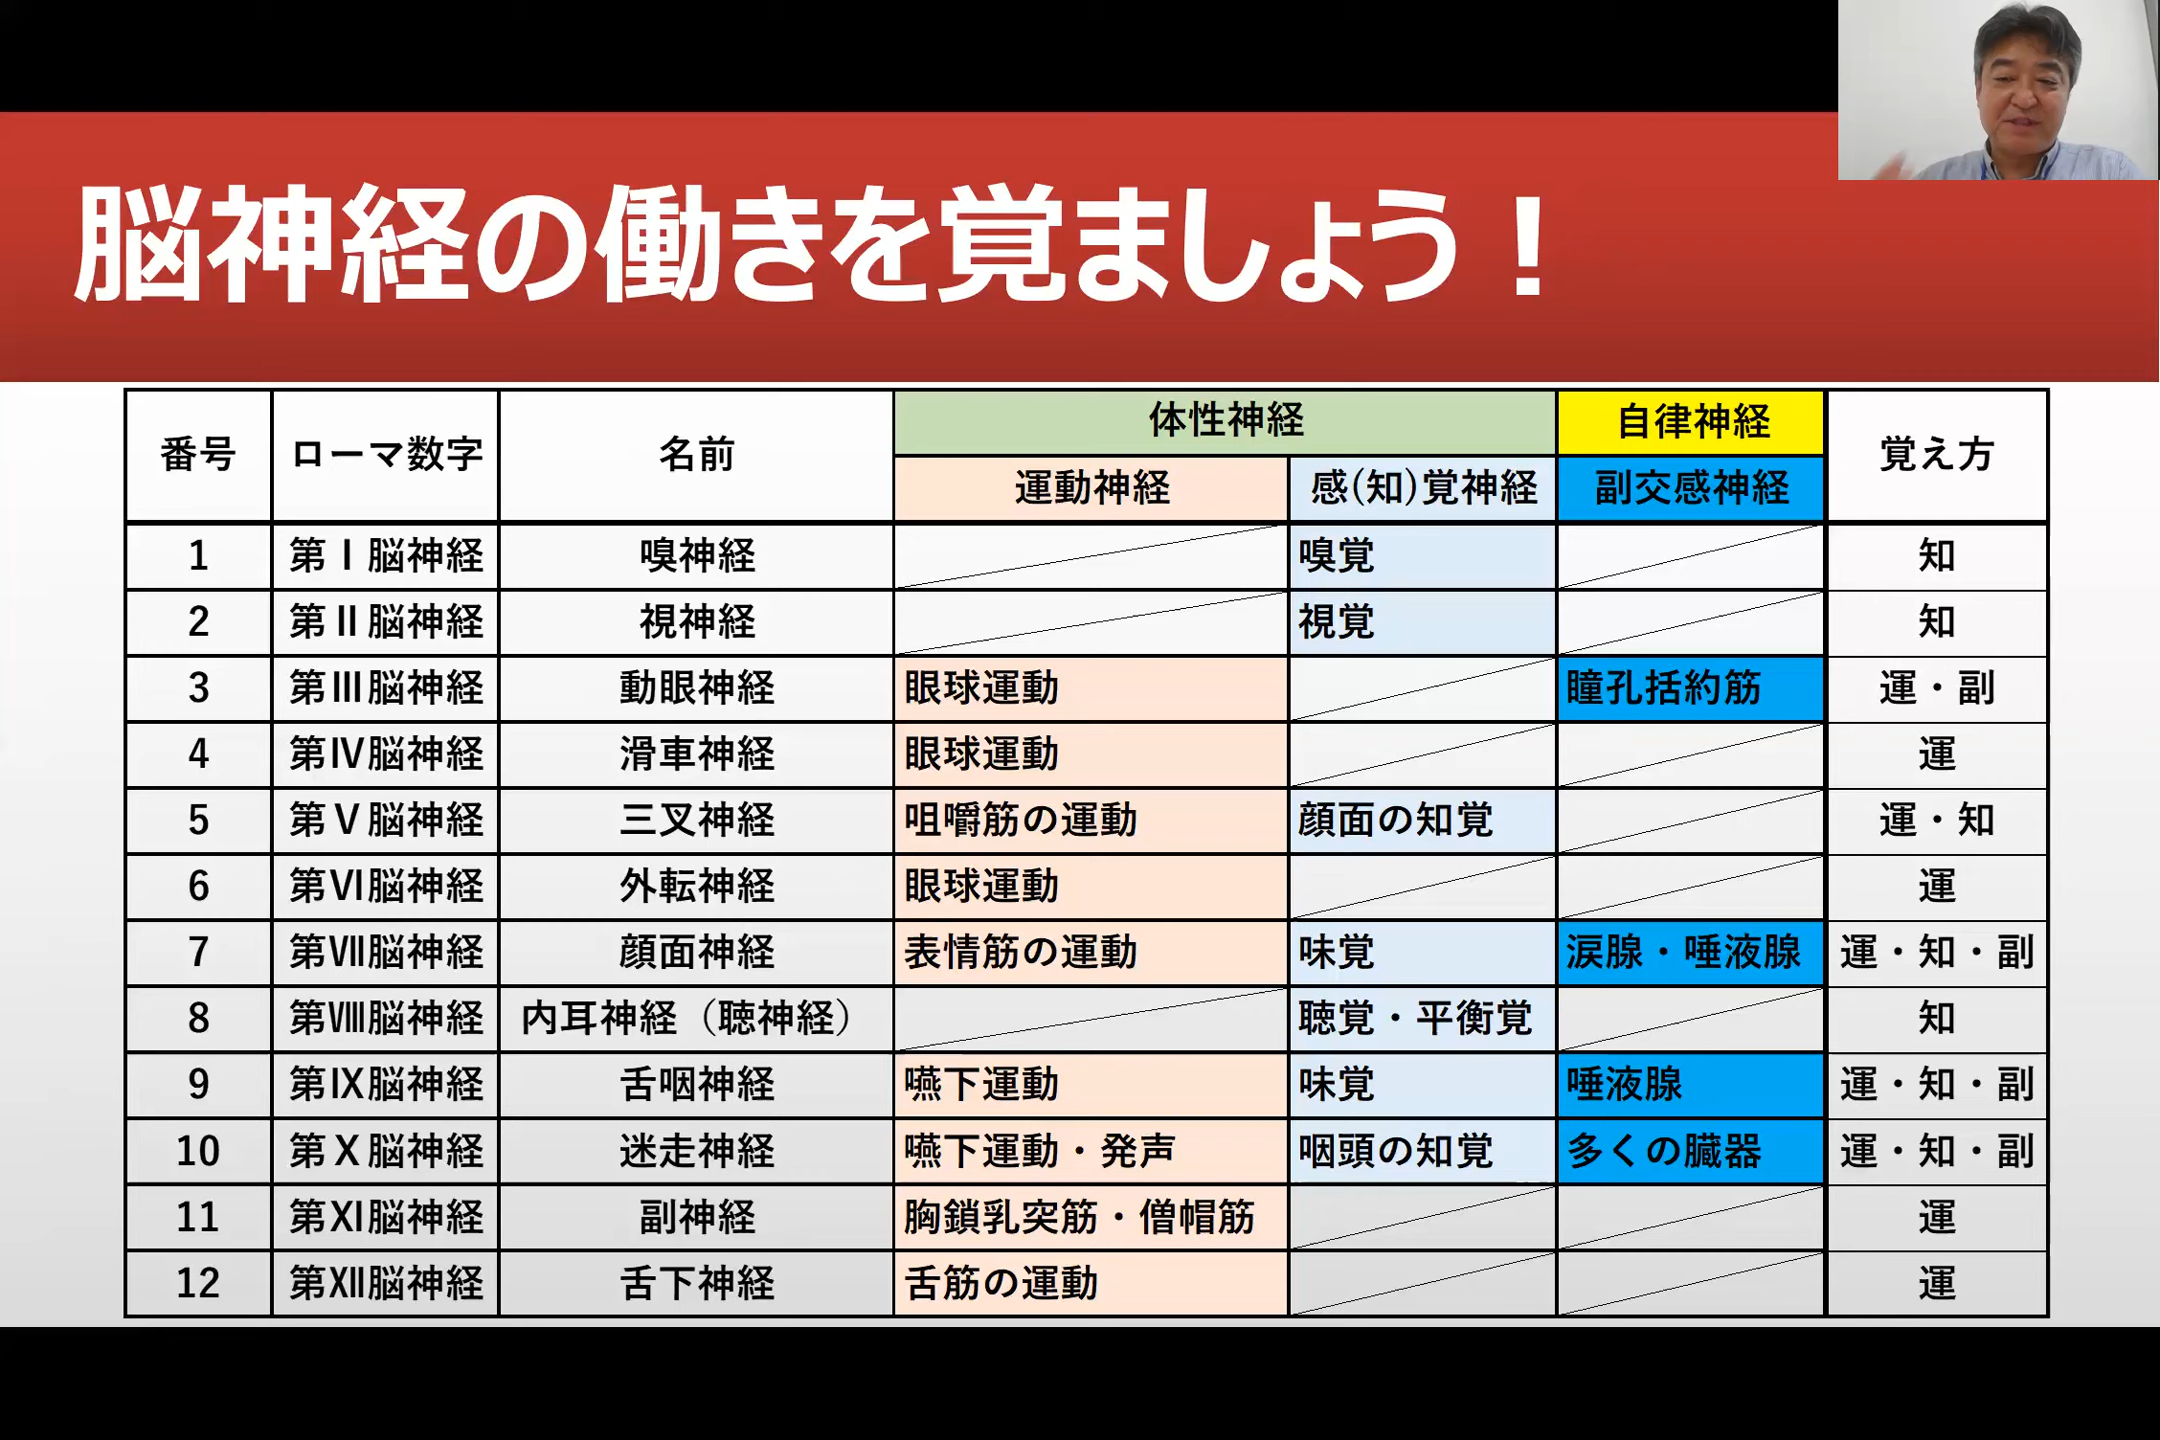 脳神経の働きを覚ましょう！
番号 ローマ数字 名前 体性神経 自律神経 覚え方
運動神経 感(知)覚神経 副交感神経
1 第Ⅰ脳神経 嗅神経 嗅覚 知
2 第Ⅱ脳神経 視神経 視覚 知
3 第Ⅲ脳神経 動眼神経 眼球運動 瞳孔括約筋 運・副
4 第Ⅳ脳神経 滑車神経 眼球運動 運
5 第Ⅴ脳神経 三叉神経 咀嚼筋の運動 顔面の知覚 運・知
6 第Ⅵ脳神経 外転神経 眼球運動 運
7 第Ⅶ脳神経 顔面神経 表情筋の運動 味覚 涙腺・唾液腺 運・知・副
8 第Ⅷ脳神経 内耳神経（聴神経） 聴覚・平衡覚 知
9 第Ⅸ脳神経 舌咽神経 嚥下運動 味覚 唾液腺 運・知・副
10 第Ⅹ脳神経 迷走神経 嚥下運動・発声 咽頭の知覚 多くの臓器 運・知・副
11 第Ⅺ脳神経 副神経 胸鎖乳突筋・僧帽筋 運
12 第Ⅻ脳神経 舌下神経 舌筋の運動 運